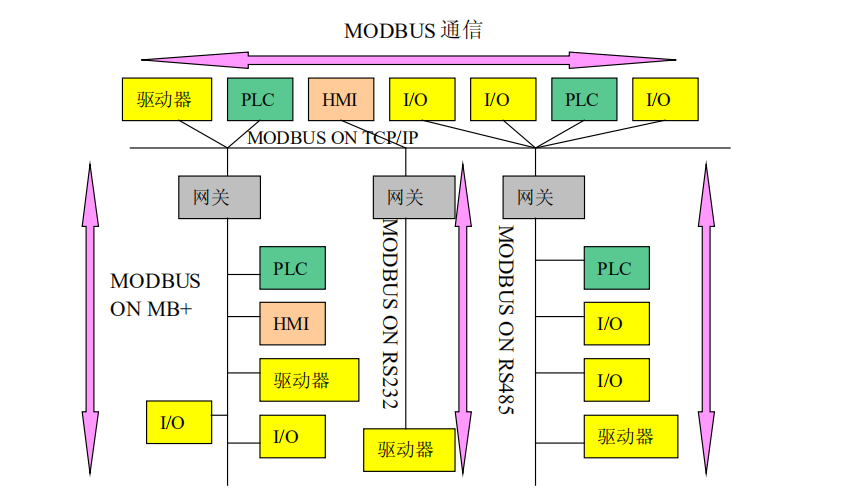 MODBUS 通信
驱动器
PLC
HMI
I/O
I/O
PLC
I/O
MODBUS ON TCP/IP
网关
网关
网关
MODBUS
ON MB+
PLC
HMI
驱动器
I/O
I/O
MODBUS ON RS232
驱动器
MODBUS ON RS485
PLC
I/O
I/O
驱动器